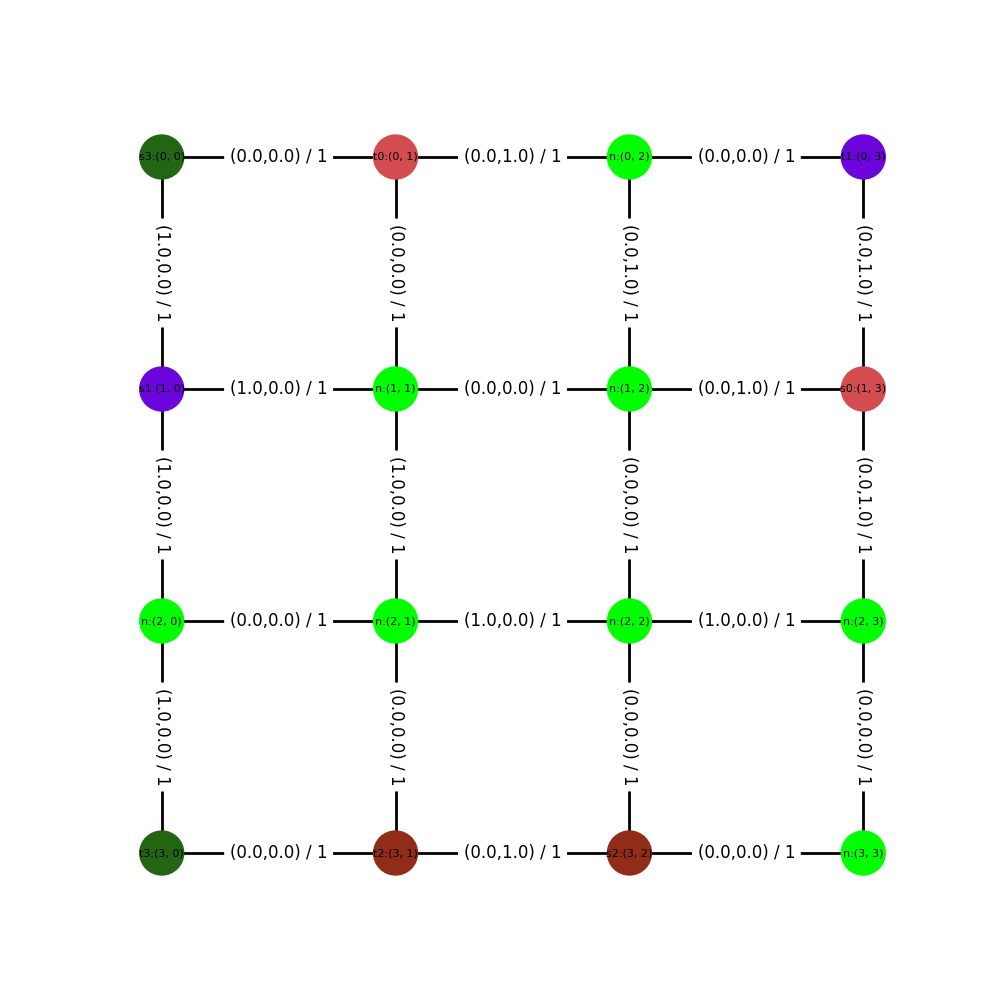 s3:(0, 0) (0.0,0.0) / 1 t0:(0, 1) (0.0,1.0) / 1 n:(0, 2) (0.0,0.0) / 1 t1:(0, 3)
(1.0,0.0) / 1 (0.0,0.0) / 1 (0.0,1.0) / 1 (0.0,1.0) / 1
s1:(1, 0) (1.0,0.0) / 1 n:(1, 1) (0.0,0.0) / 1 n:(1, 2) (0.0,1.0) / 1 s0:(1, 3)
(1.0,0.0) / 1 (1.0,0.0) / 1 (0.0,0.0) / 1 (0.0,1.0) / 1
n:(2, 0) (0.0,0.0) / 1 n:(2, 1) (1.0,0.0) / 1 n:(2, 2) (1.0,0.0) / 1 n:(2, 3)
(1.0,0.0) / 1 (0.0,0.0) / 1 (0.0,0.0) / 1 (0.0,0.0) / 1
t3:(3, 0) (0.0,0.0) / 1 t2:(3, 1) (0.0,1.0) / 1 s2:(3, 2) (0.0,0.0) / 1 n:(3, 3)